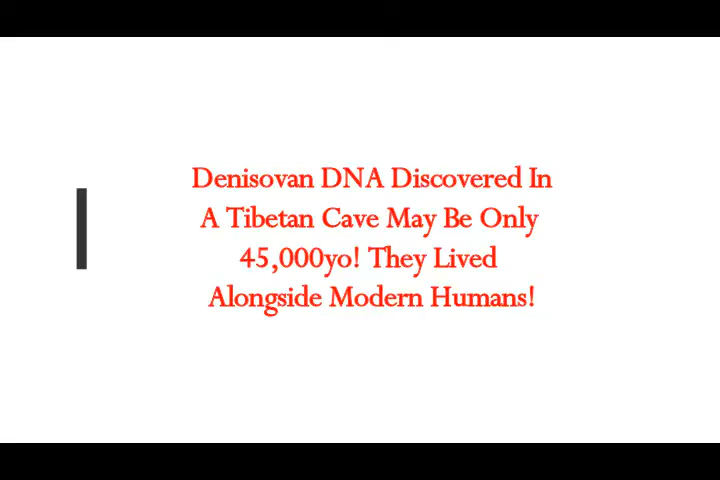 Denisovan DNA Discovered In
A Tibetan Cave May Be Only
45,000yo! They Lived
Alongside Modern Humans!